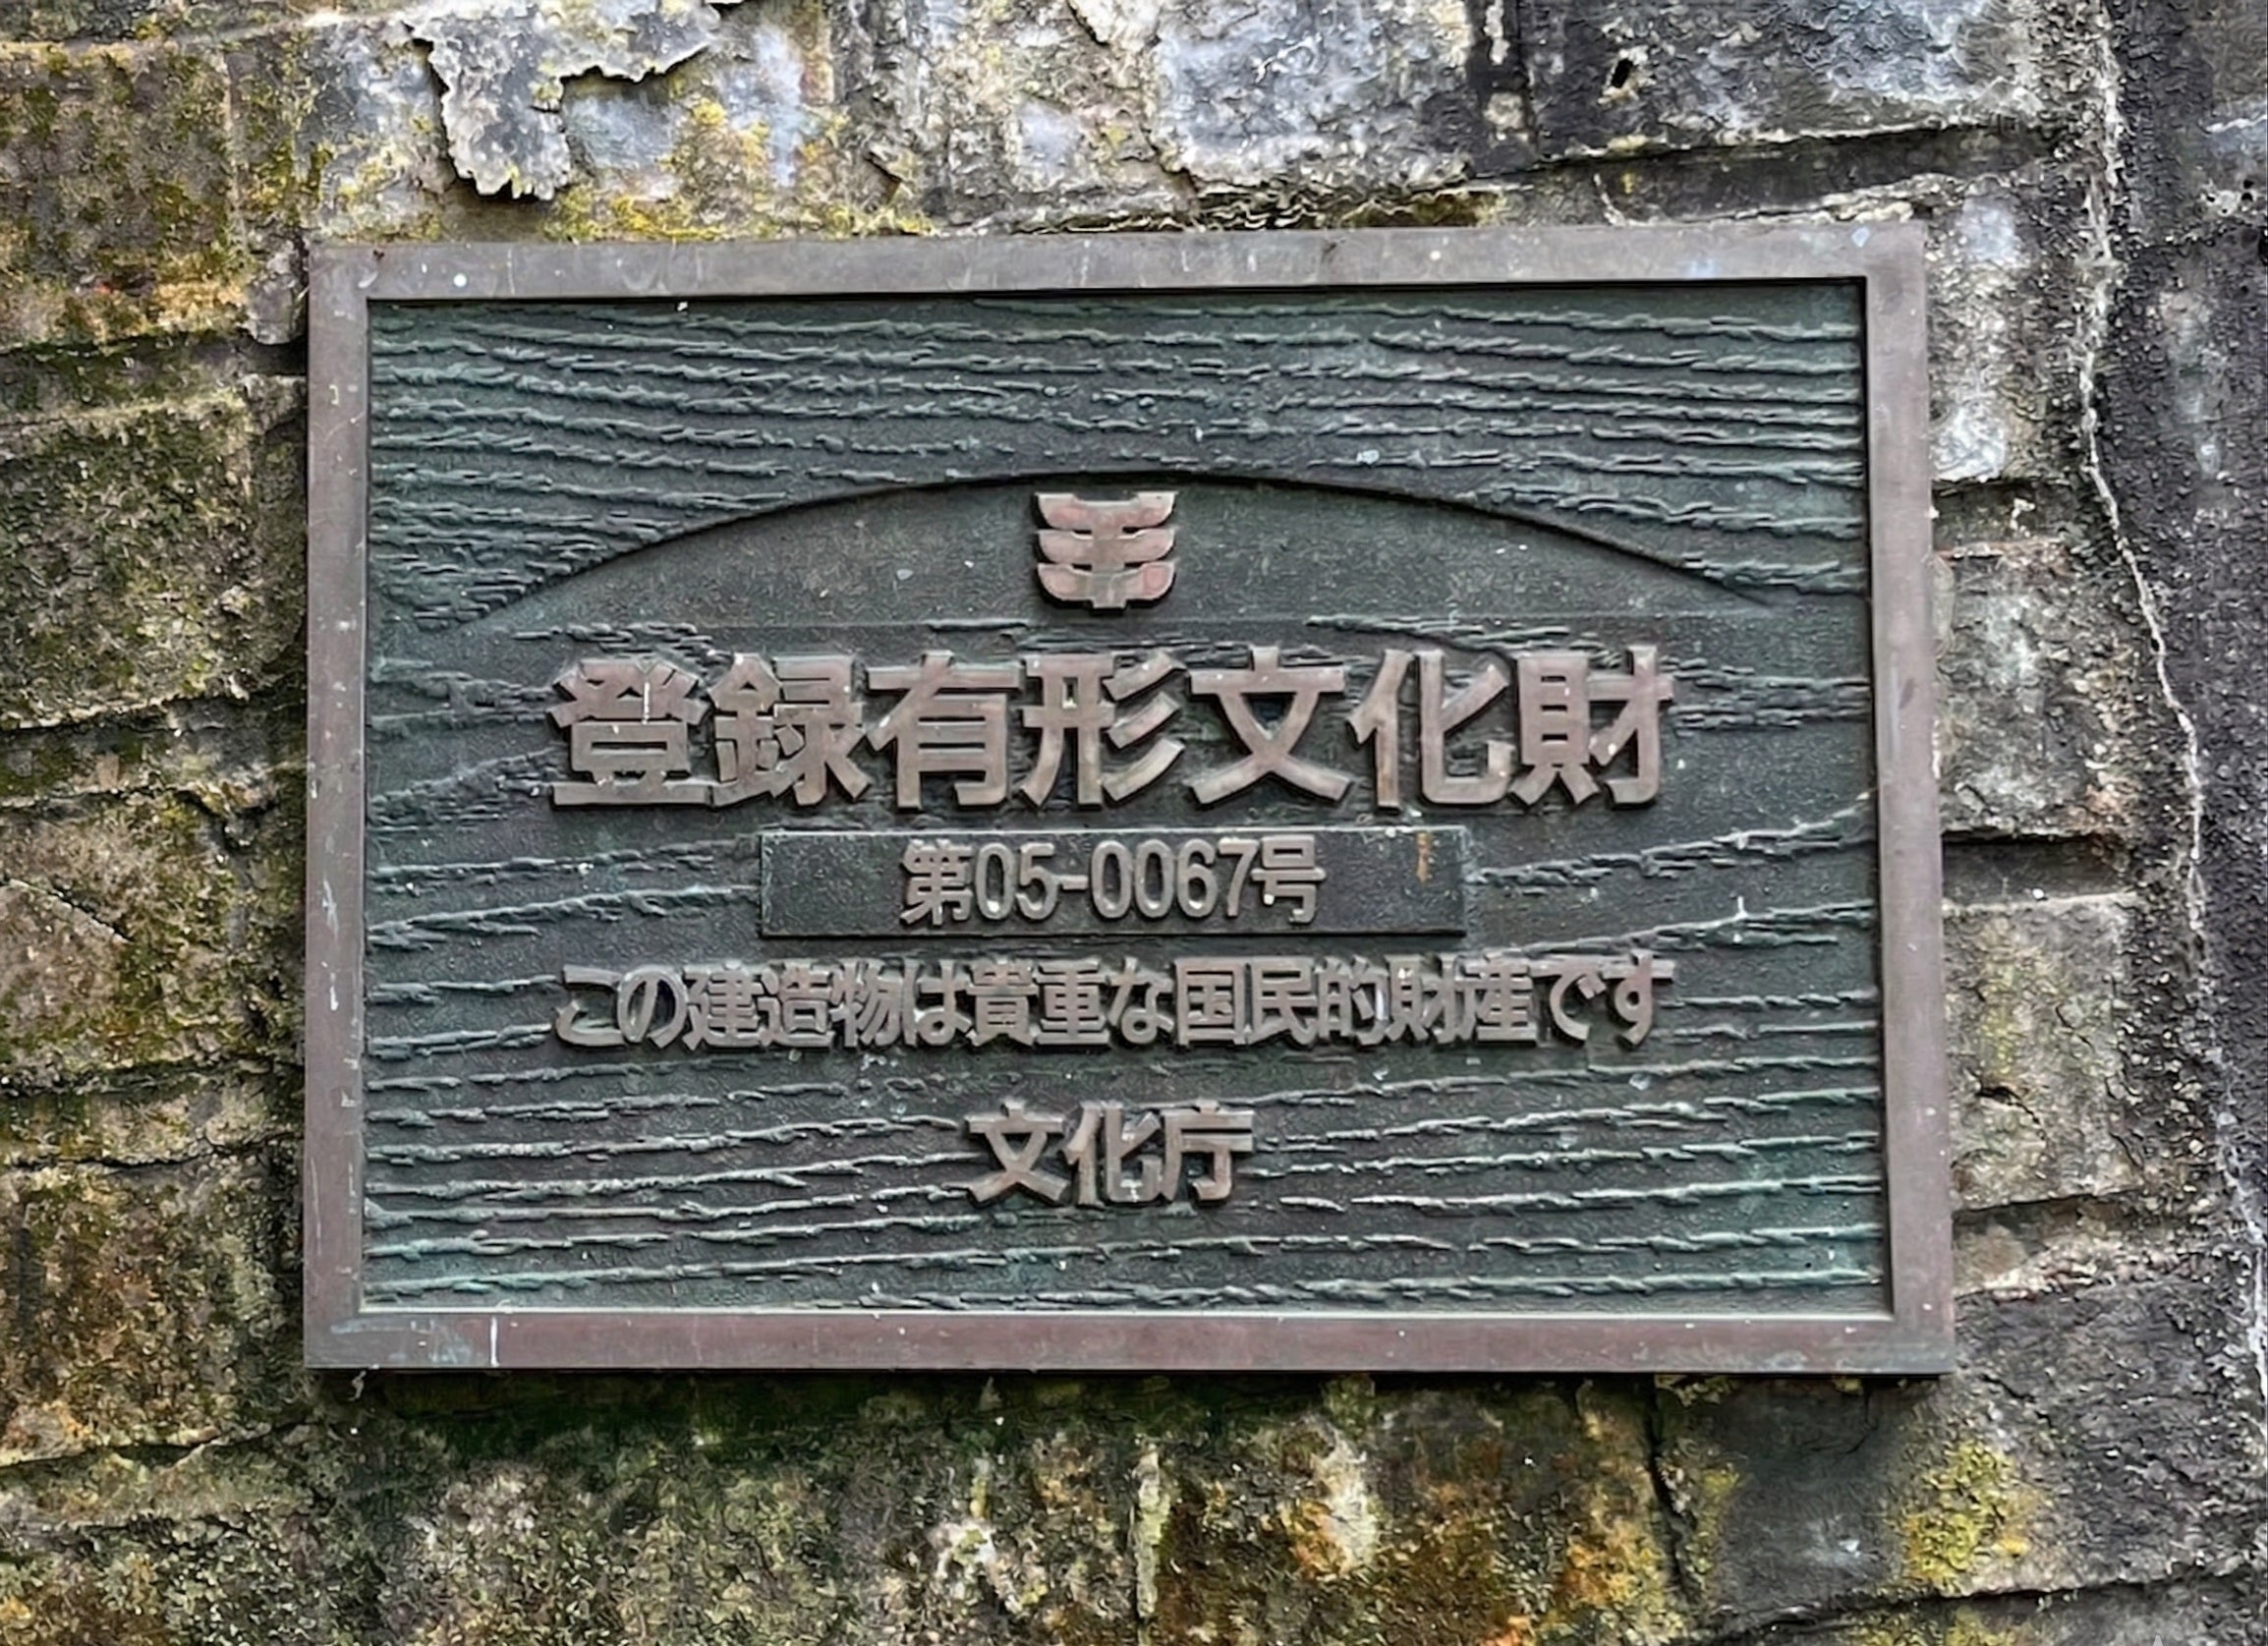 登録有形文化財
第05-0067号
この建造物は貴重な国民的財産です
文化庁